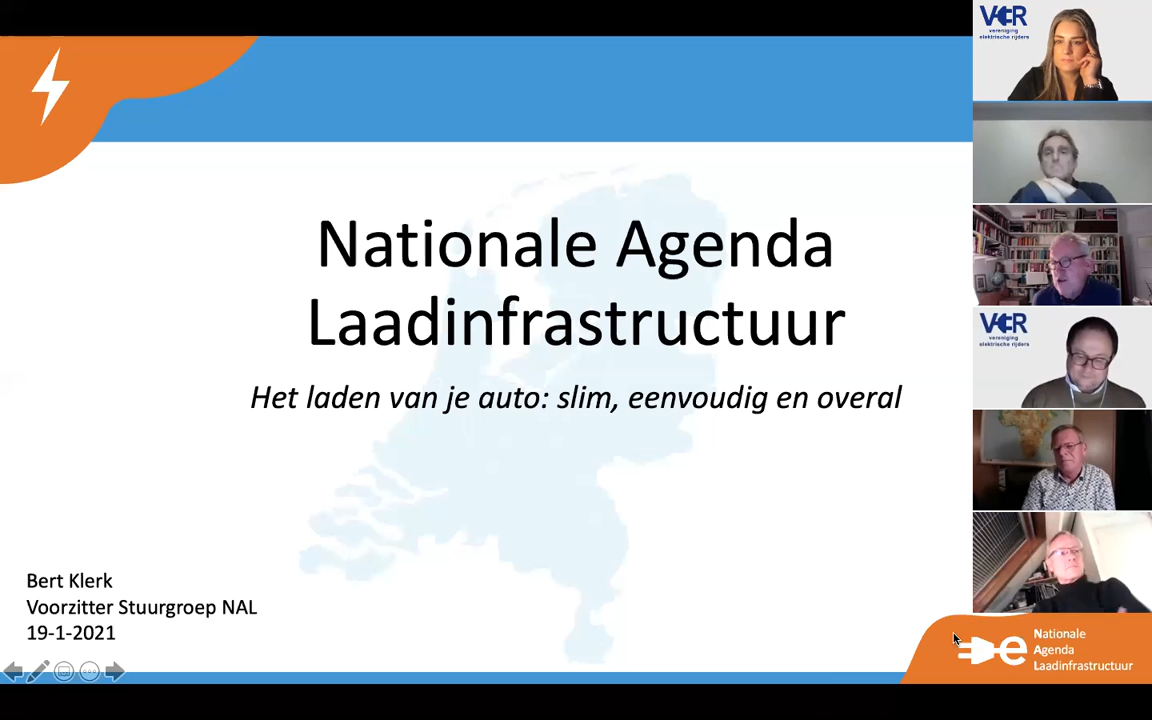 Nationale Agenda
Laadinfrastructuur
Het laden van je auto: slim, eenvoudig en overal
Bert Klerk
Voorzitter Stuurgroep NAL
19-1-2021
VER
vereniging
elektrische rijders
VER
vereniging
elektrische rijders
Nationale
Agenda
Laadinfrastructuur